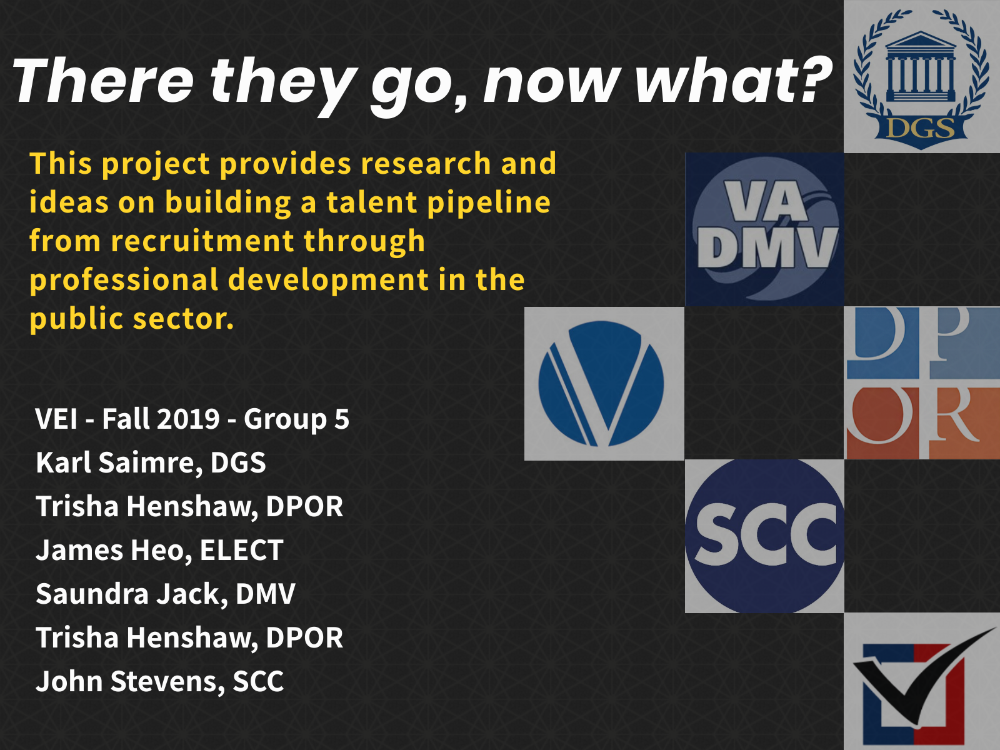 There they go, now what?
DGS
This project provides research and
ideas on building a talent pipeline
from recruitment through
professional development in the
public sector.
VA
DMV
V
DP
OR
SCC
VEI - Fall 2019 - Group 5
Karl Saimre, DGS
Trisha Henshaw, DPOR
James Heo, ELECT
Saundra Jack, DMV
Trisha Henshaw, DPOR
John Stevens, SCC